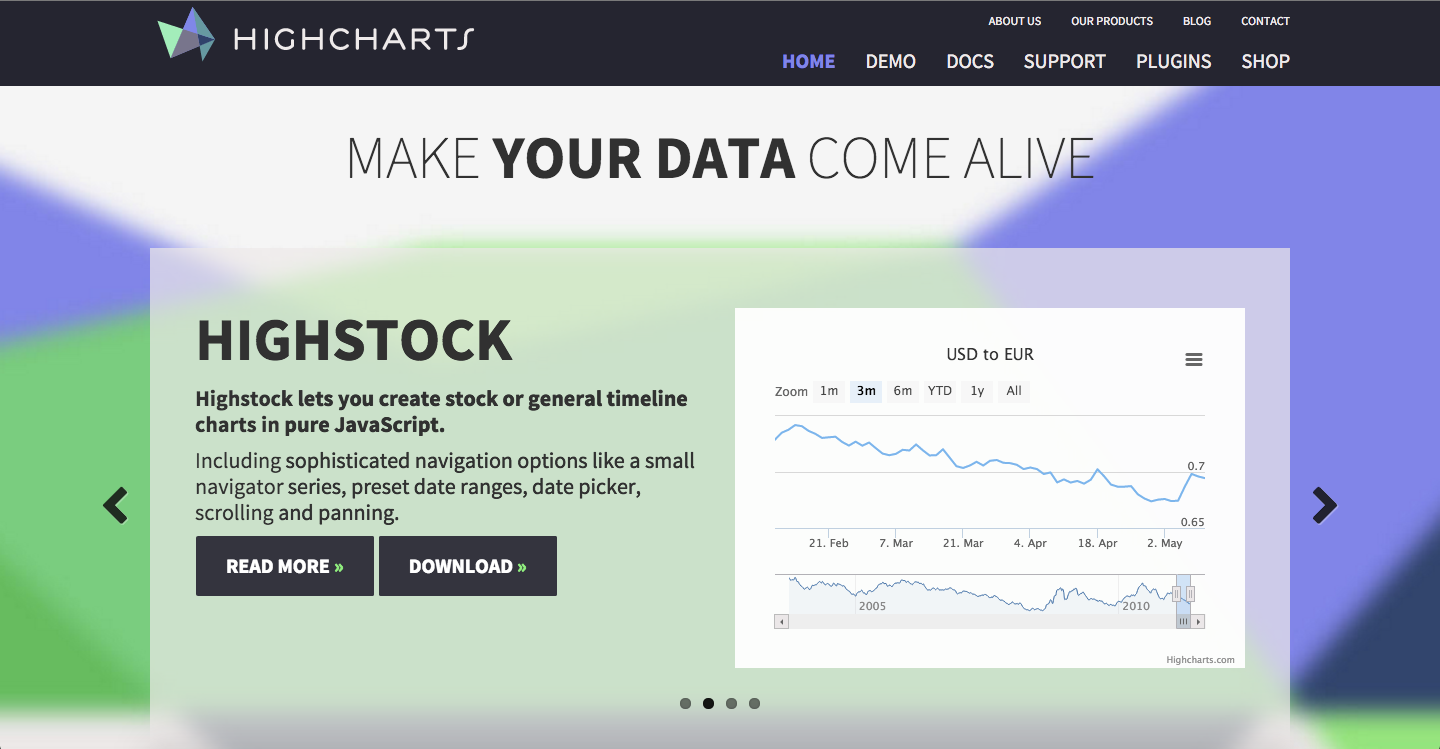 HIGHCHARTS
ABOUT US OUR PRODUCTS BLOG CONTACT
HOME DEMO DOCS SUPPORT PLUGINS SHOP
MAKE YOUR DATA COME ALIVE
HIGHSTOCK
Highstock lets you create stock or general timeline
charts in pure JavaScript.
Including sophisticated navigation options like a small
navigator series, preset date ranges, date picker,
scrolling and panning.
READ MORE » DOWNLOAD »
USD to EUR
Zoom 1m 3m 6m YTD 1y All
0.7
0.65
21. Feb 7. Mar 21. Mar 4. Apr 18. Apr 2. May
2005 2010
Highcharts.com